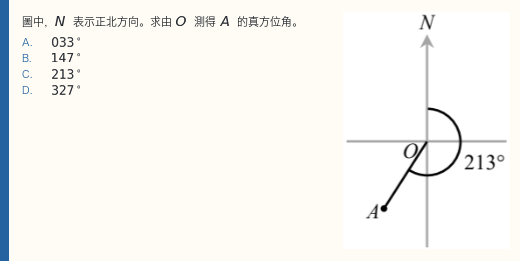 圖中，N 表示正北方向。求由 O 測得 A 的真方位角。
A. 033°
B. 147°
C. 213°
D. 327°
N
O
213°
A